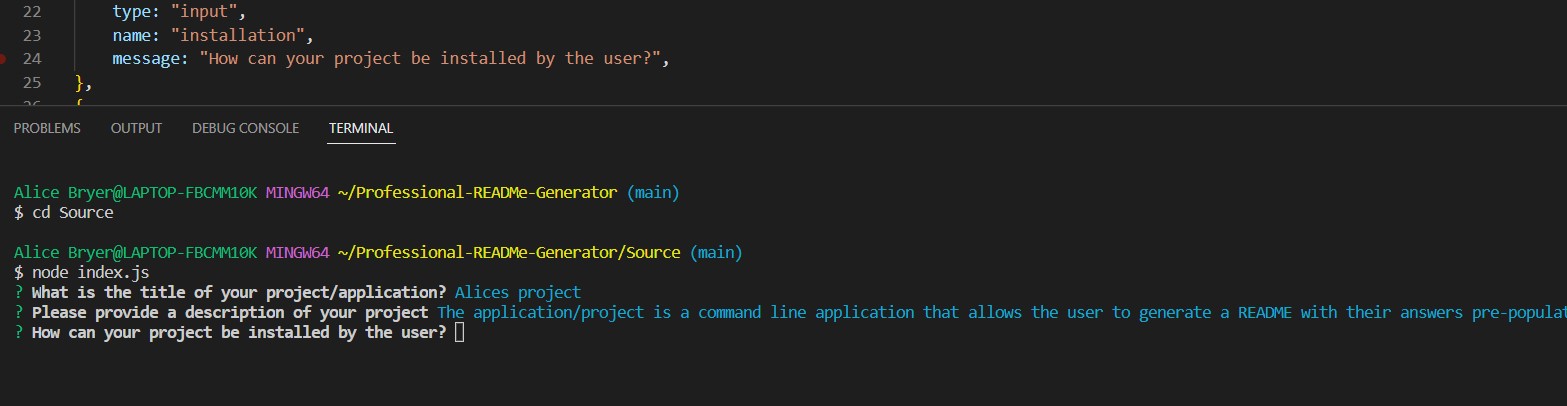 22 type: "input",
23 name: "installation",
24 message: "How can your project be installed by the user?",
25 },
26 {
PROBLEMS OUTPUT DEBUG CONSOLE TERMINAL
Alice Bryer@LAPTOP-FBCMM10K MINGW64 ~/Professional-READMe-Generator (main)
$ cd Source
Alice Bryer@LAPTOP-FBCMM10K MINGW64 ~/Professional-READMe-Generator/Source (main)
$ node index.js
? What is the title of your project/application? Alices project
? Please provide a description of your project The application/project is a command line application that allows the user to generate a README with their answers pre-populat
? How can your project be installed by the user?